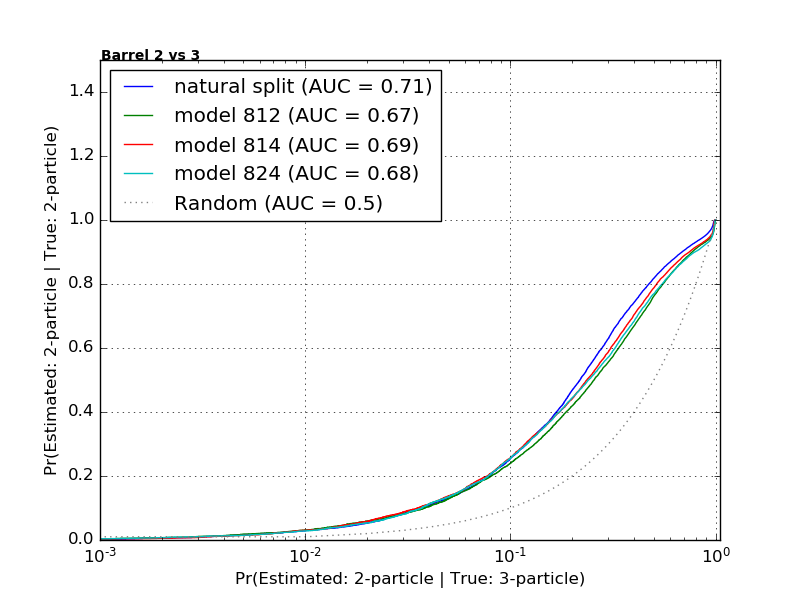 Barrel 2 vs 3
natural split (AUC = 0.71)
model 812 (AUC = 0.67)
model 814 (AUC = 0.69)
model 824 (AUC = 0.68)
Random (AUC = 0.5)
Pr(Estimated: 2-particle | True: 2-particle)
1.4
1.2
1.0
0.8
0.6
0.4
0.2
0.0
10⁻³
10⁻²
10⁻¹
10⁰
Pr(Estimated: 2-particle | True: 3-particle)